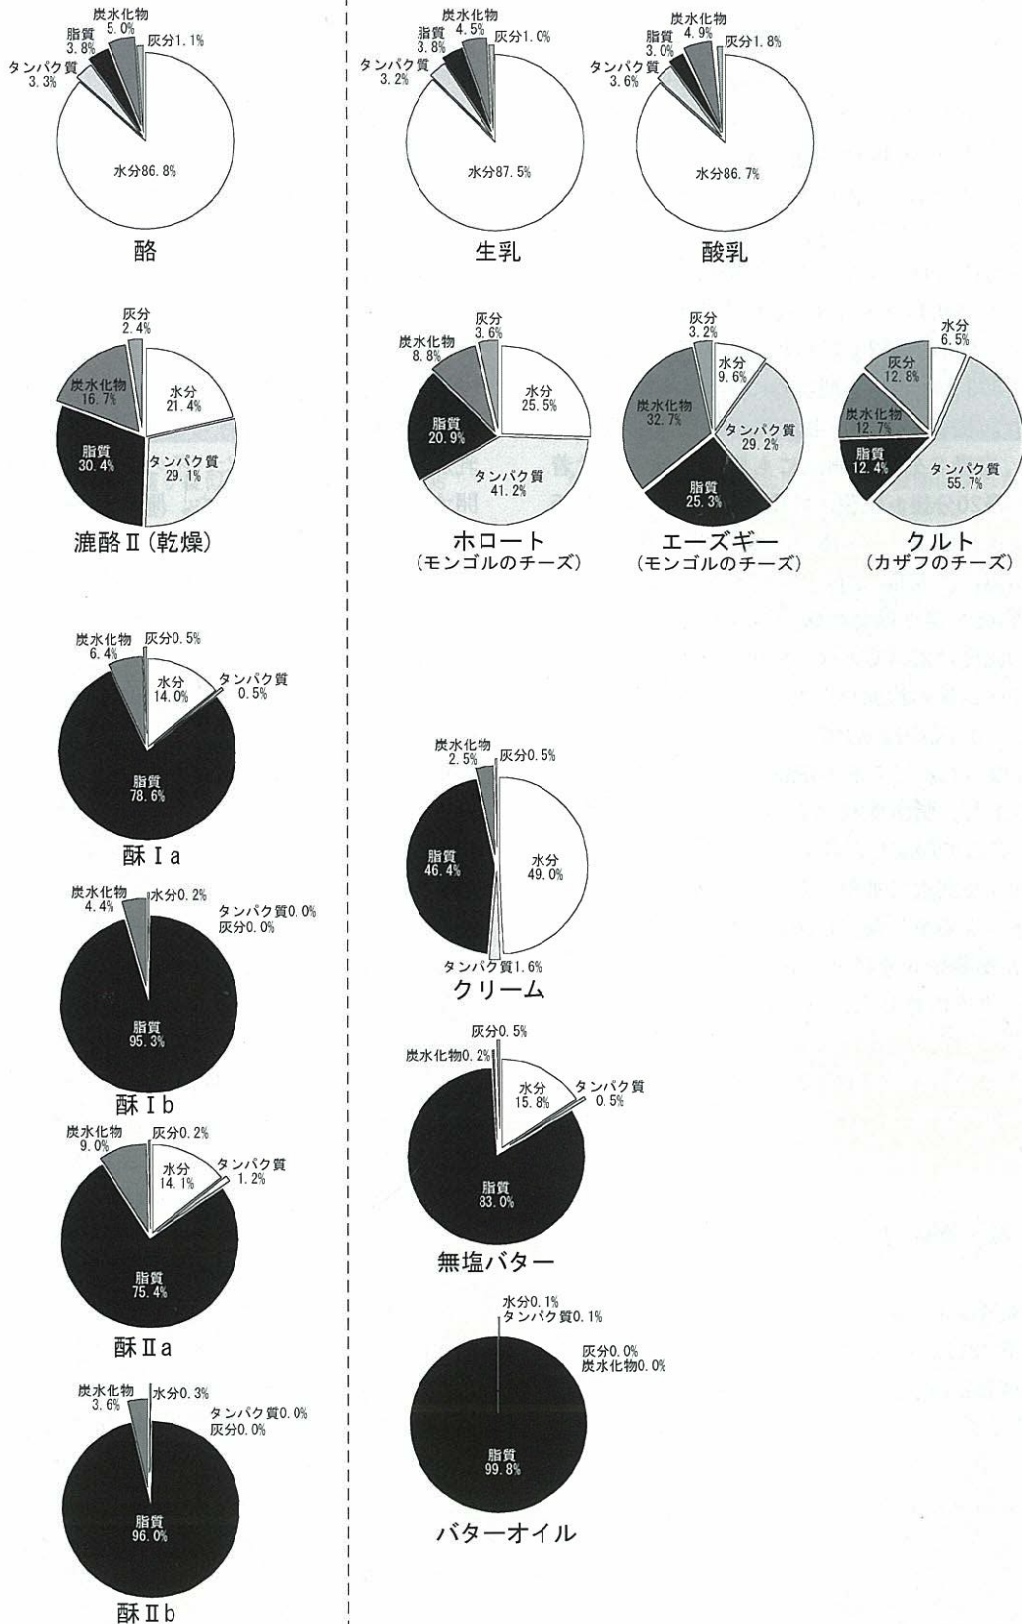 炭水化物
5.0%
脂質
3.8%
灰分1.1%
タンパク質
3.3%
水分86.8%
酪
炭水化物
4.5%
脂質
3.8%
灰分1.0%
タンパク質
3.2%
水分87.5%
生乳
炭水化物
4.9%
脂質
3.0%
灰分1.8%
タンパク質
3.6%
水分86.7%
酸乳
灰分
2.4%
炭水化物
16.7%
水分
21.4%
脂質
30.4%
タンパク質
29.1%
漉酪Ⅱ(乾燥)
灰分
3.6%
炭水化物
8.8%
水分
25.5%
脂質
20.9%
タンパク質
41.2%
ホロート
(モンゴルのチーズ)
灰分
3.2%
水分
9.6%
炭水化物
32.7%
タンパク質
29.2%
脂質
25.3%
エーズギー
(モンゴルのチーズ)
水分
6.5%
灰分
12.8%
炭水化物
12.7%
脂質
12.4%
タンパク質
55.7%
クルト
(カザフのチーズ)
炭水化物
6.4%
灰分0.5%
水分
14.0%
タンパク質
0.5%
脂質
78.6%
酥Ⅰa
炭水化物
2.5%
灰分0.5%
脂質
46.4%
水分
49.0%
タンパク質1.6%
クリーム
炭水化物
4.4%
水分0.2%
タンパク質0.0%
灰分0.0%
脂質
95.3%
酥Ⅰb
灰分0.5%
炭水化物0.2%
水分
15.8%
タンパク質
0.5%
脂質
83.0%
無塩バター
炭水化物
9.0%
灰分0.2%
水分
14.1%
タンパク質
1.2%
脂質
75.4%
酥Ⅱa
水分0.1%
タンパク質0.1%
灰分0.0%
炭水化物0.0%
脂質
99.8%
バターオイル
炭水化物
3.6%
水分0.3%
タンパク質0.0%
灰分0.0%
脂質
96.0%
酥Ⅱb